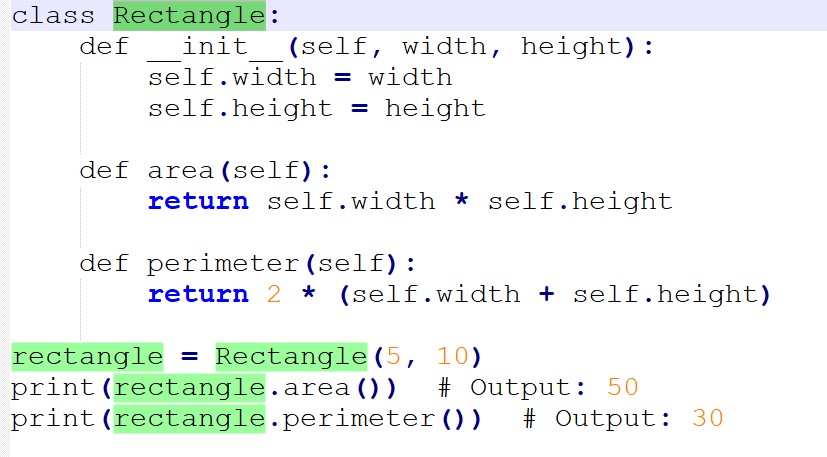 class Rectangle:
    def __init__(self, width, height):
        self.width = width
        self.height = height

    def area(self):
        return self.width * self.height

    def perimeter(self):
        return 2 * (self.width + self.height)

rectangle = Rectangle(5, 10)
print(rectangle.area())  # Output: 50
print(rectangle.perimeter())  # Output: 30